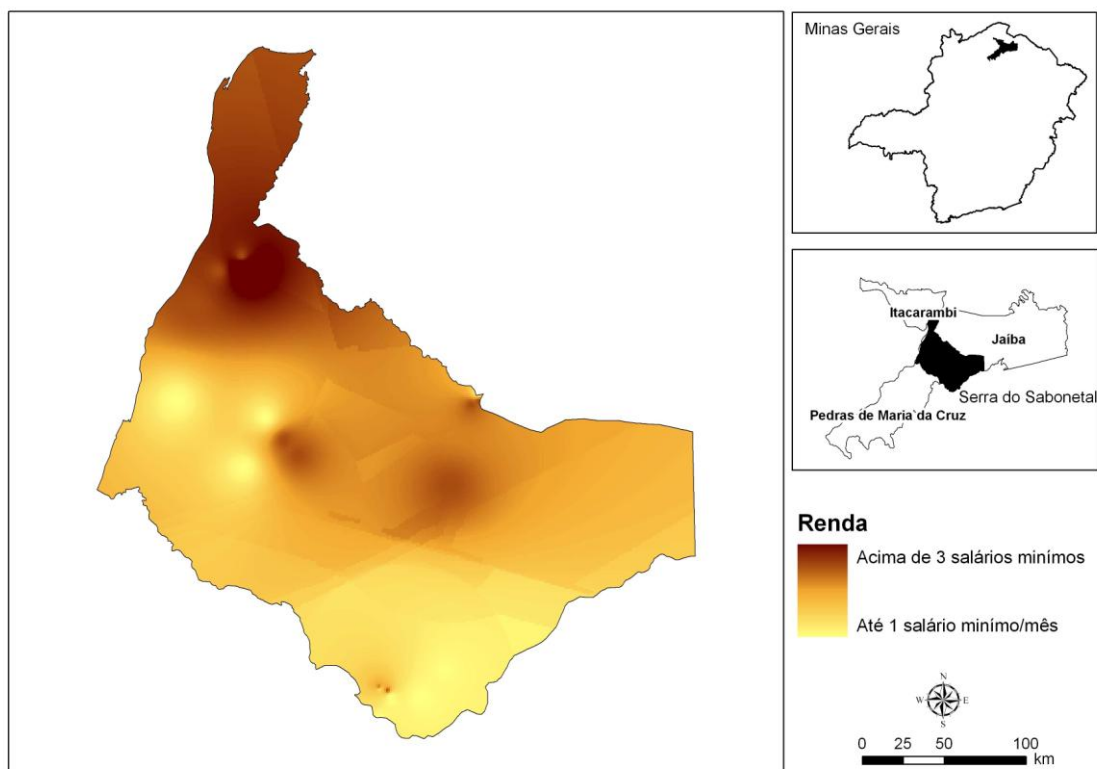 Minas Gerais
Itacarambi
Jaíba
Serra do Sabonetal
Pedras de Maria da Cruz
Renda
Acima de 3 salários minímos
Até 1 salário minímo/mês
N
W E
S
0 25 50 100
km